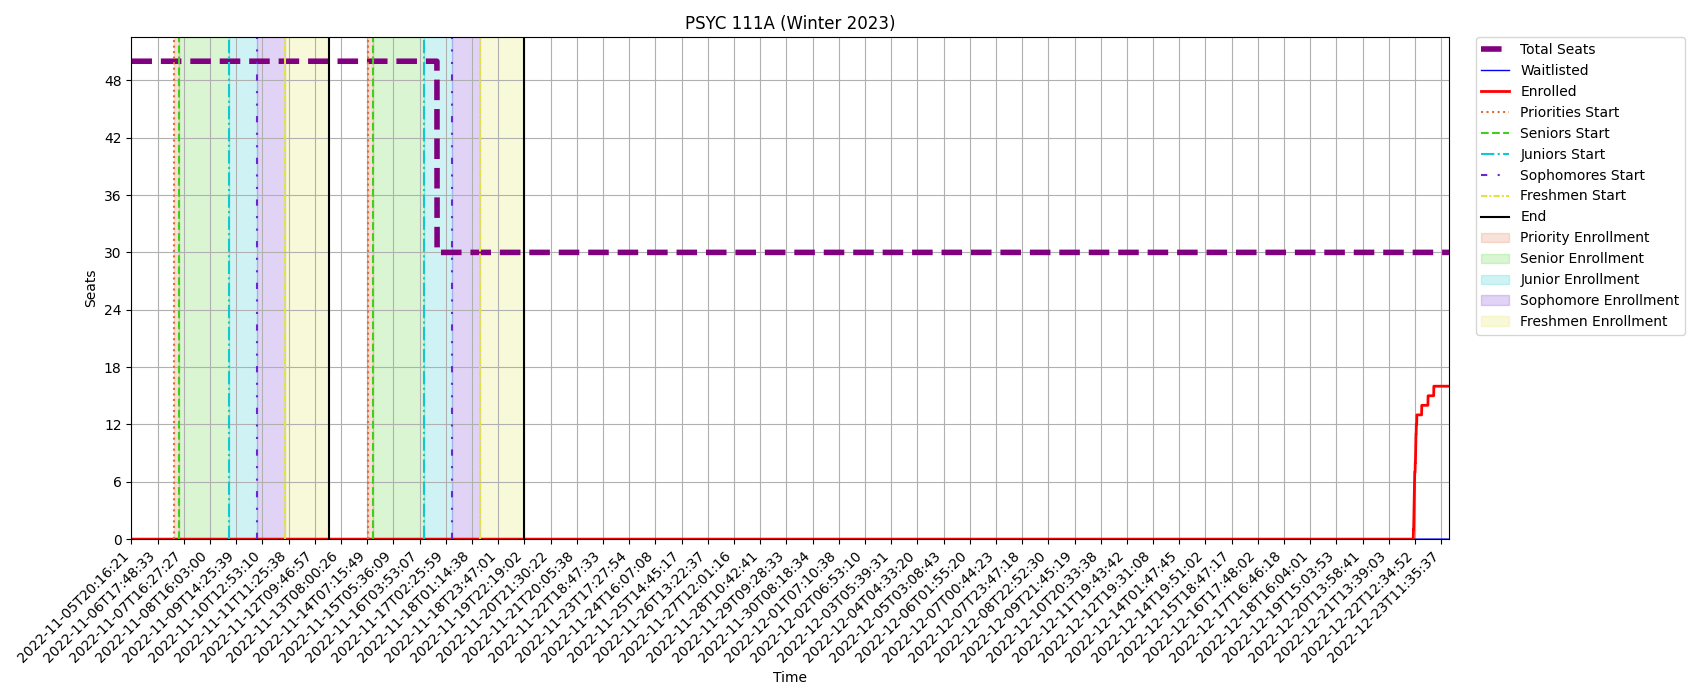 PSYC 111A (Winter 2023)
Total Seats
Waitlisted
Enrolled
Priorities Start
Seniors Start
Juniors Start
Sophomores Start
Freshmen Start
End
Priority Enrollment
Senior Enrollment
Junior Enrollment
Sophomore Enrollment
Freshmen Enrollment
Seats
48
42
36
30
24
18
12
6
0
2022-11-05T20:16:21
2022-11-06T17:48:33
2022-11-07T16:27:27
2022-11-08T16:03:00
2022-11-09T14:25:39
2022-11-10T12:53:10
2022-11-11T11:25:38
2022-11-12T09:46:57
2022-11-13T08:00:26
2022-11-14T07:15:49
2022-11-15T05:36:09
2022-11-16T03:53:07
2022-11-17T02:25:59
2022-11-18T01:14:38
2022-11-18T23:47:01
2022-11-19T22:19:02
2022-11-20T21:30:22
2022-11-21T20:05:38
2022-11-22T18:47:33
2022-11-23T17:27:54
2022-11-24T16:07:08
2022-11-25T14:45:17
2022-11-26T13:22:37
2022-11-27T12:01:16
2022-11-28T10:42:41
2022-11-29T09:28:33
2022-11-30T08:18:34
2022-12-01T07:10:38
2022-12-02T06:53:10
2022-12-03T05:39:31
2022-12-04T04:33:20
2022-12-05T03:08:43
2022-12-06T01:55:20
2022-12-07T00:44:23
2022-12-07T23:47:18
2022-12-08T22:52:30
2022-12-09T21:45:19
2022-12-10T20:33:38
2022-12-11T19:43:42
2022-12-12T19:31:08
2022-12-14T01:47:45
2022-12-14T19:51:02
2022-12-15T18:47:17
2022-12-16T17:48:02
2022-12-17T16:46:18
2022-12-18T16:04:01
2022-12-19T15:03:53
2022-12-20T13:58:41
2022-12-21T13:39:03
2022-12-22T12:34:52
2022-12-23T11:35:37
Time